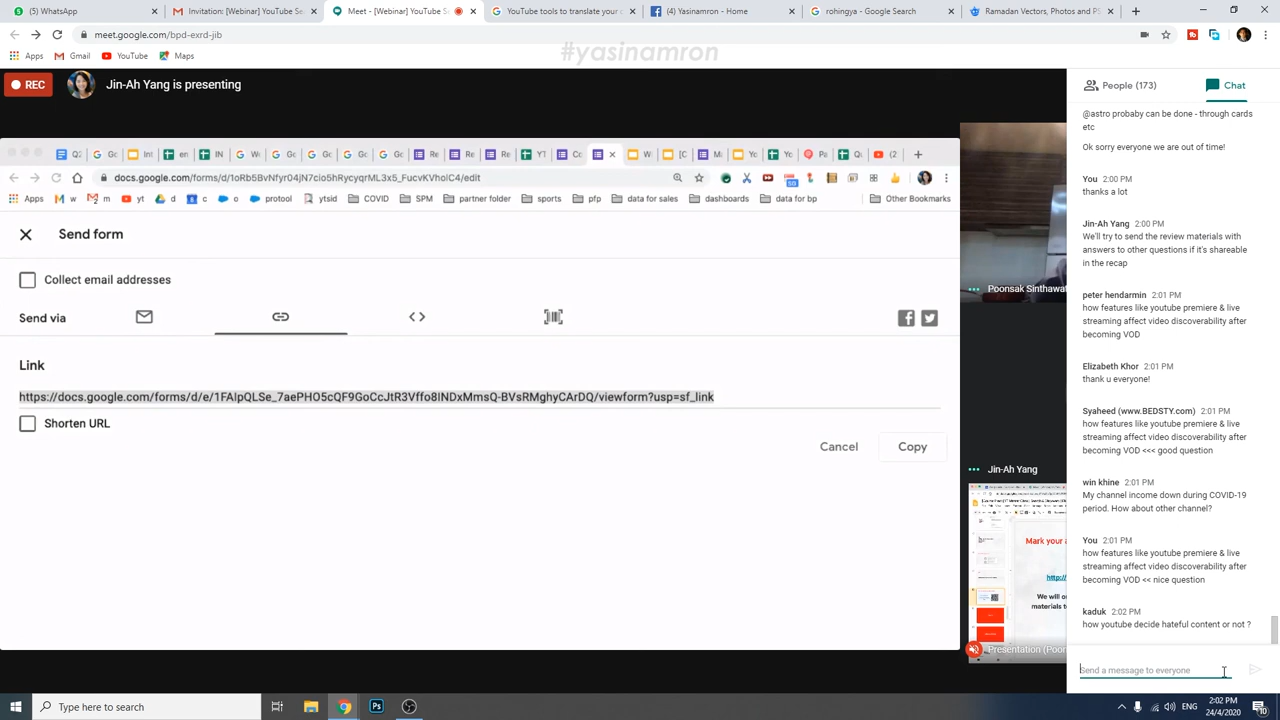 (5) WhatsApp
Invitation: [Webinar] YouTube S
Meet - [Webinar] YouTube S
YouTube tools to translate your c
(4) Yasinamron - Home
rohingya - Google Search
Ramadan Vectors, Photos and P
meet.google.com/bpd-exrd-jib
Apps
Gmail
YouTube
Maps
#yasinamron
REC
Jin-Ah Yang is presenting
docs.google.com/forms/d/1oRb5BvNfyr04jN7cio5hRycyqrML3x5_FucvKVholC4/edit
Apps
w
m
yt
d
c
o
protool
ytsid
COVID
SPM
partner folder
sports
pfp
data for sales
dashboards
data for bp
Other Bookmarks
Send form
Collect email addresses
Send via
Link
https://docs.google.com/forms/d/e/1FAIpQLSe_7aePHO5cQF9GoCcJtR3Vffo8lNDxMmsQ-BVsRMghyCArDQ/viewform?usp=sf_link
Shorten URL
Cancel
Copy
Poonsak Sinthawat
Jin-Ah Yang
Mark your a
http:/
We will o
materials t
Presentation (Poon
People (173)
Chat
@astro probaby can be done - through cards
etc
Ok sorry everyone we are out of time!
You 2:00 PM
thanks a lot
Jin-Ah Yang 2:00 PM
We'll try to send the review materials with
answers to other questions if it's shareable
in the recap
peter hendarmin 2:01 PM
how features like youtube premiere & live
streaming affect video discoverability after
becoming VOD
Elizabeth Khor 2:01 PM
thank u everyone!
Syaheed (www.BEDSTY.com) 2:01 PM
how features like youtube premiere & live
streaming affect video discoverability after
becoming VOD <<< good question
win khine 2:01 PM
My channel income down during COVID-19
period. How about other channel?
You 2:01 PM
how features like youtube premiere & live
streaming affect video discoverability after
becoming VOD << nice question
kaduk 2:02 PM
how youtube decide hateful content or not ?
Send a message to everyone
Type here to search
ENG
2:02 PM
24/4/2020